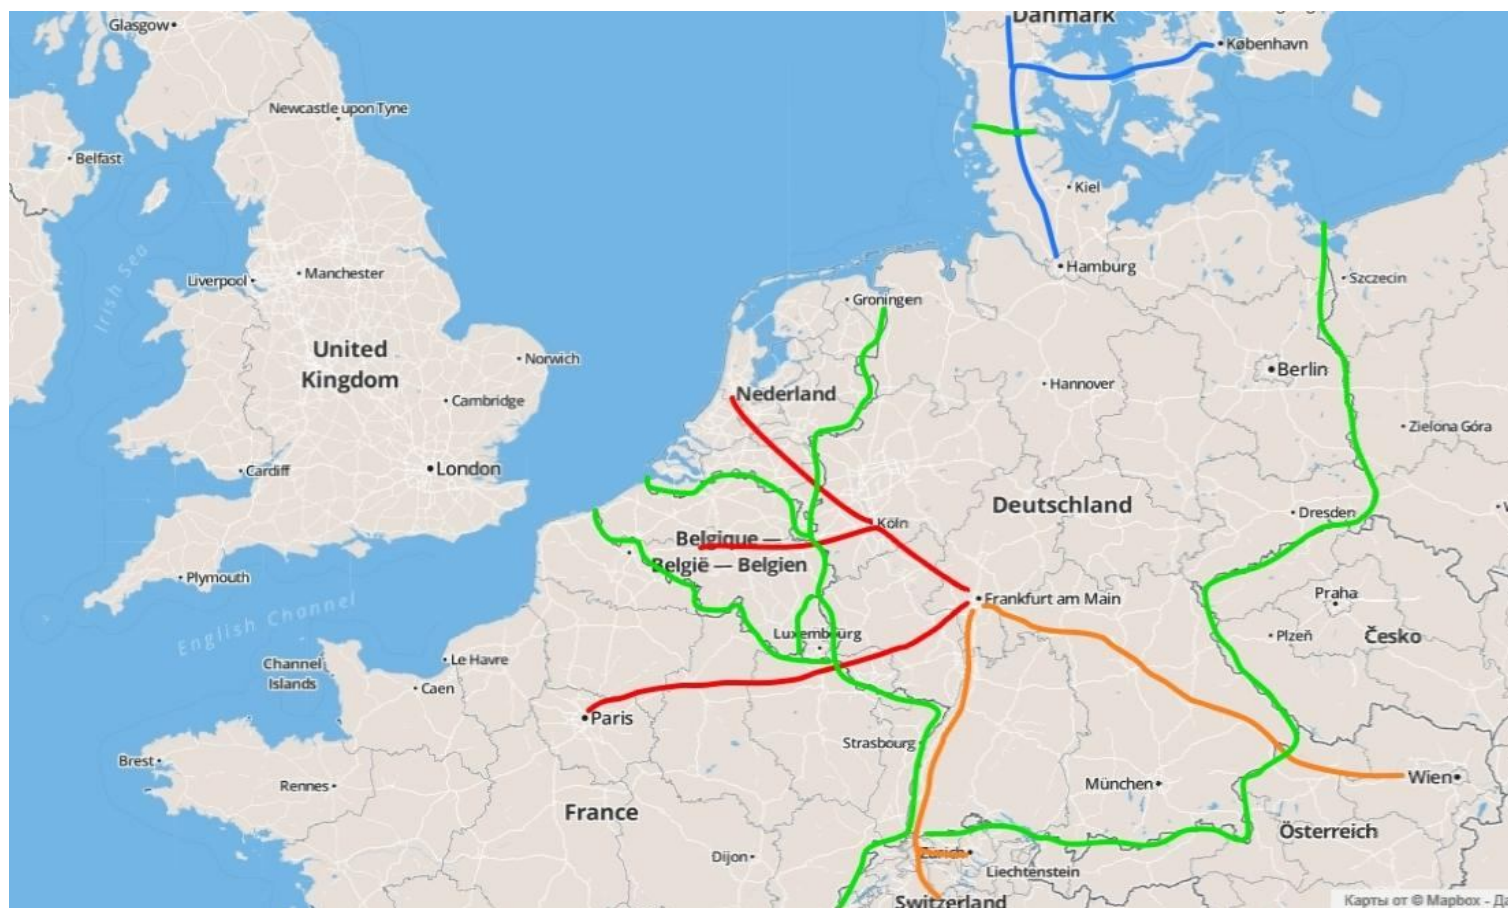 Danmark
Glasgow
København
Newcastle upon Tyne
Belfast
Kiel
Irish Sea
Hamburg
Liverpool
Manchester
Szczecin
Groningen
United
Kingdom
Norwich
Berlin
Hannover
Nederland
Cambridge
Zielona Góra
London
Cardiff
Deutschland
Dresden
Köln
Belgique —
België — Belgien
Plymouth
English Channel
Frankfurt am Main
Praha
Luxembourg
Plzeň
Česko
Le Havre
Channel
Islands
Caen
Paris
Strasbourg
Brest
Rennes
München
Wien
France
Österreich
Dijon
Zürich
Liechtenstein
Switzerland
Карты от © Mapbox - Д